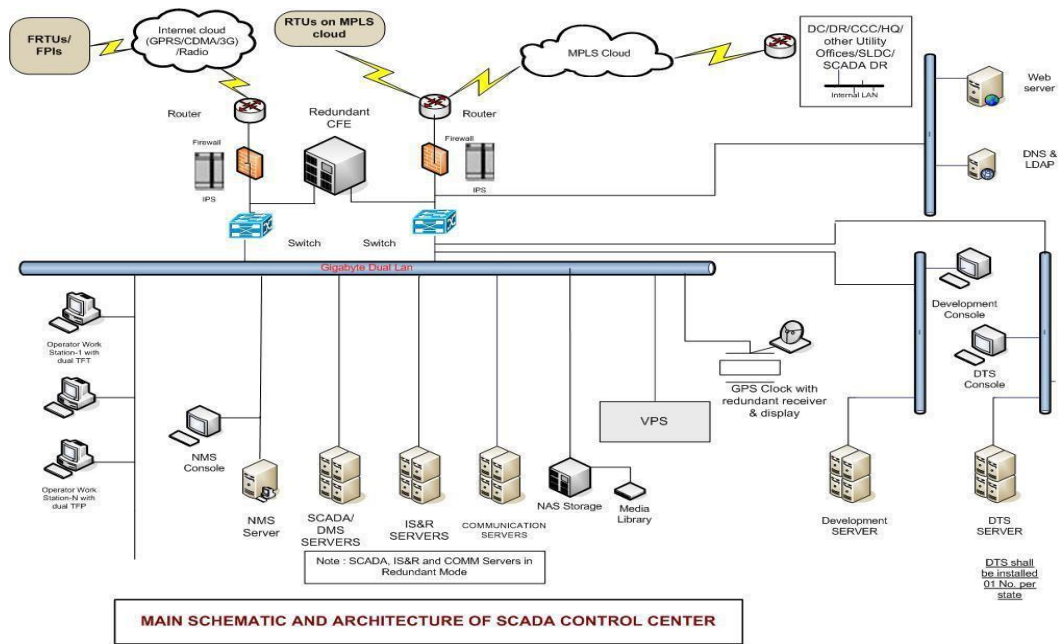 FRTUs/
FPIs
Internet cloud
(GPRS/CDMA/3G)
/Radio
RTUs on MPLS
cloud
MPLS Cloud
DC/DR/CCC/HQ/
other Utility
Offices/SLDC/
SCADA DR
Internal LAN
Web
server
Router
Redundant
CFE
Router
Firewall
IPS
Firewall
IPS
DNS &
LDAP
Switch
Switch
Gigabyte Dual Lan
Development
Console
Operator Work
Station-1 with
dual TFT
DTS
Console
GPS Clock with
redundant receiver
& display
VPS
NMS
Console
Operator Work
Station-N with
dual TFP
NMS
Server
SCADA/
DMS
SERVERS
IS&R
SERVERS
COMMUNICATION
SERVERS
NAS Storage
Media
Library
Development
SERVER
DTS
SERVER
Note : SCADA, IS&R and COMM Servers in
Redundant Mode
DTS shall
be installed
01 No. per
state
MAIN SCHEMATIC AND ARCHITECTURE OF SCADA CONTROL CENTER